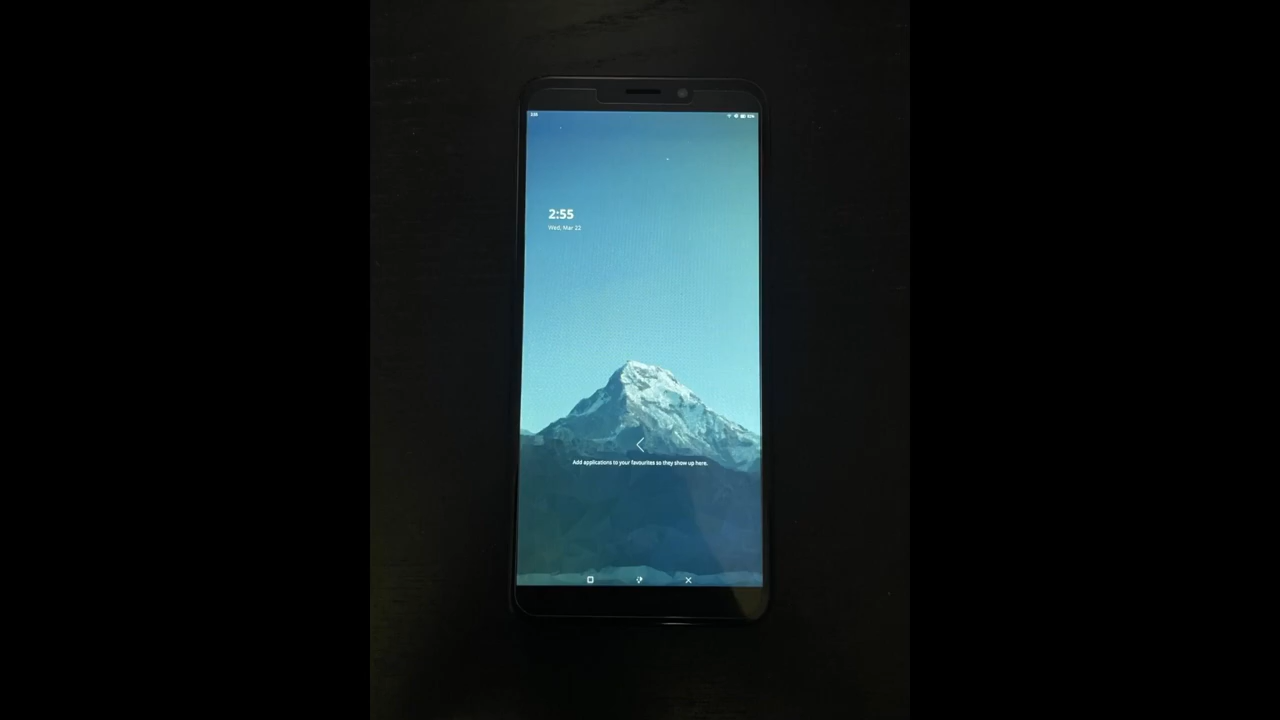 2:55
Wed, Mar 22
Add applications to your favourites so they show up here.